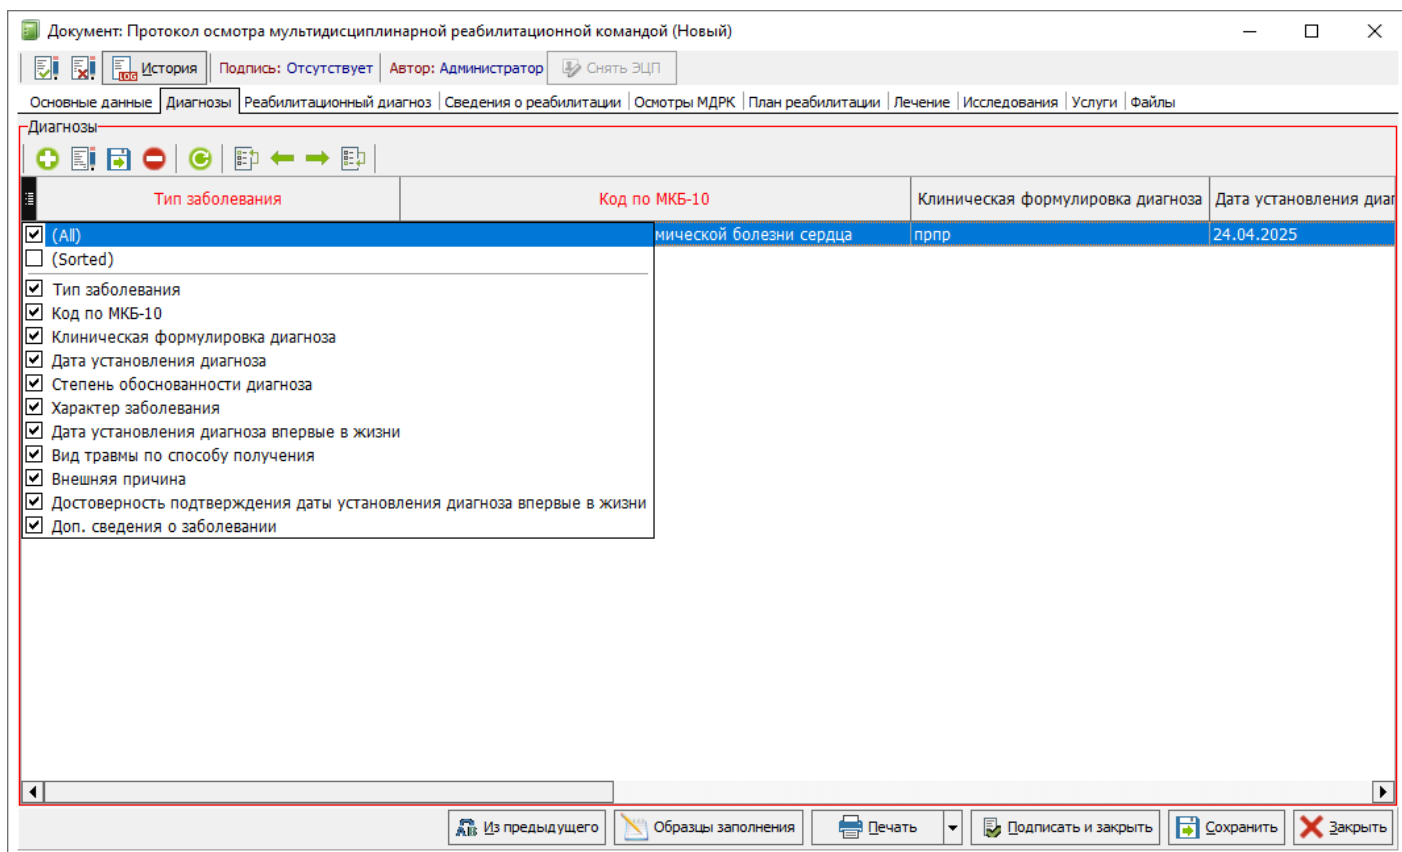 Документ: Протокол осмотра мультидисциплинарной реабилитационной командой (Новый)
LOG История Подпись: Отсутствует Автор: Администратор Снять ЭЦП
Основные данные Диагнозы Реабилитационный диагноз Сведения о реабилитации Осмотры МДРК План реабилитации Лечение Исследования Услуги Файлы
Диагнозы
Тип заболевания Код по МКБ-10 Клиническая формулировка диагноза Дата установления диаг
(All) мической болезни сердца прпр 24.04.2025
(Sorted)
Тип заболевания
Код по МКБ-10
Клиническая формулировка диагноза
Дата установления диагноза
Степень обоснованности диагноза
Характер заболевания
Дата установления диагноза впервые в жизни
Вид травмы по способу получения
Внешняя причина
Достоверность подтверждения даты установления диагноза впервые в жизни
Доп. сведения о заболевании
Из предыдущего Образцы заполнения Печать Подписать и закрыть Сохранить Закрыть